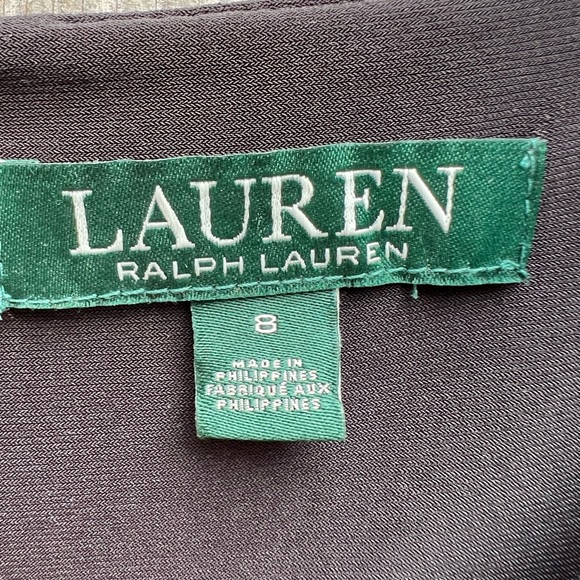 LAUREN
RALPH LAUREN
8
MADE IN
PHILIPPINES
FABRIQUÉ AUX
PHILIPPINES